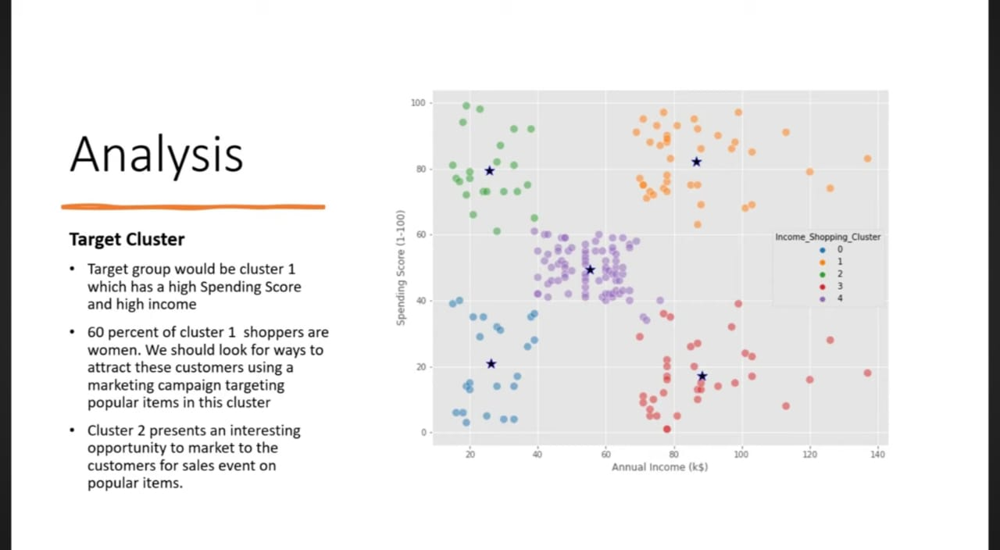 Analysis
Target Cluster
• Target group would be cluster 1
which has a high Spending Score
and high income
• 60 percent of cluster 1 shoppers are
women. We should look for ways to
attract these customers using a
marketing campaign targeting
popular items in this cluster
• Cluster 2 presents an interesting
opportunity to market to the
customers for sales event on
popular items.
Spending Score (1-100)
100
80
60
40
20
0
20 40 60 80 100 120 140
Annual Income (k$)
Income_Shopping_Cluster
0
1
2
3
4